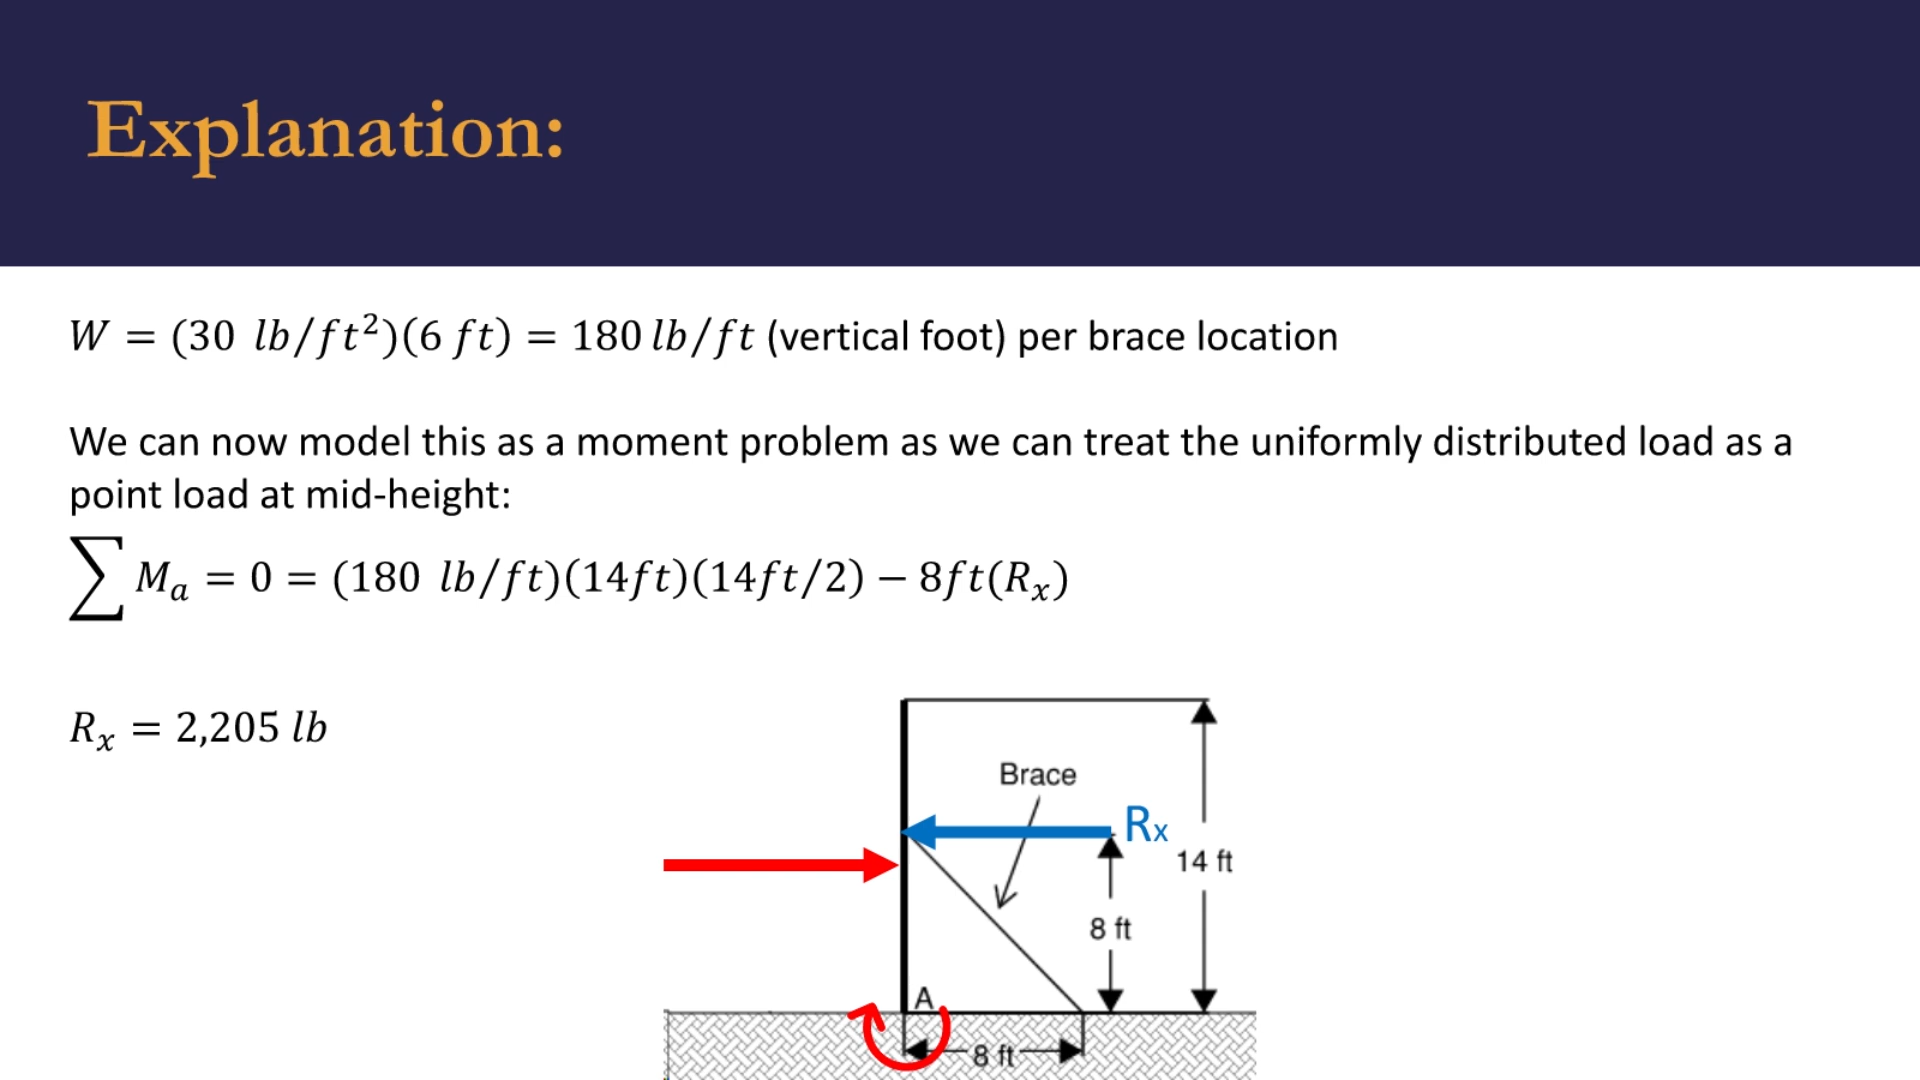 Explanation:
W = (30 lb/ft²)(6 ft) = 180 lb/ft (vertical foot) per brace location
We can now model this as a moment problem as we can treat the uniformly distributed load as a
point load at mid-height:
∑ Mₐ = 0 = (180 lb/ft)(14ft)(14ft/2) − 8ft(Rₓ)
Rₓ = 2,205 lb
Brace
Rx
14 ft
8 ft
A
8 ft